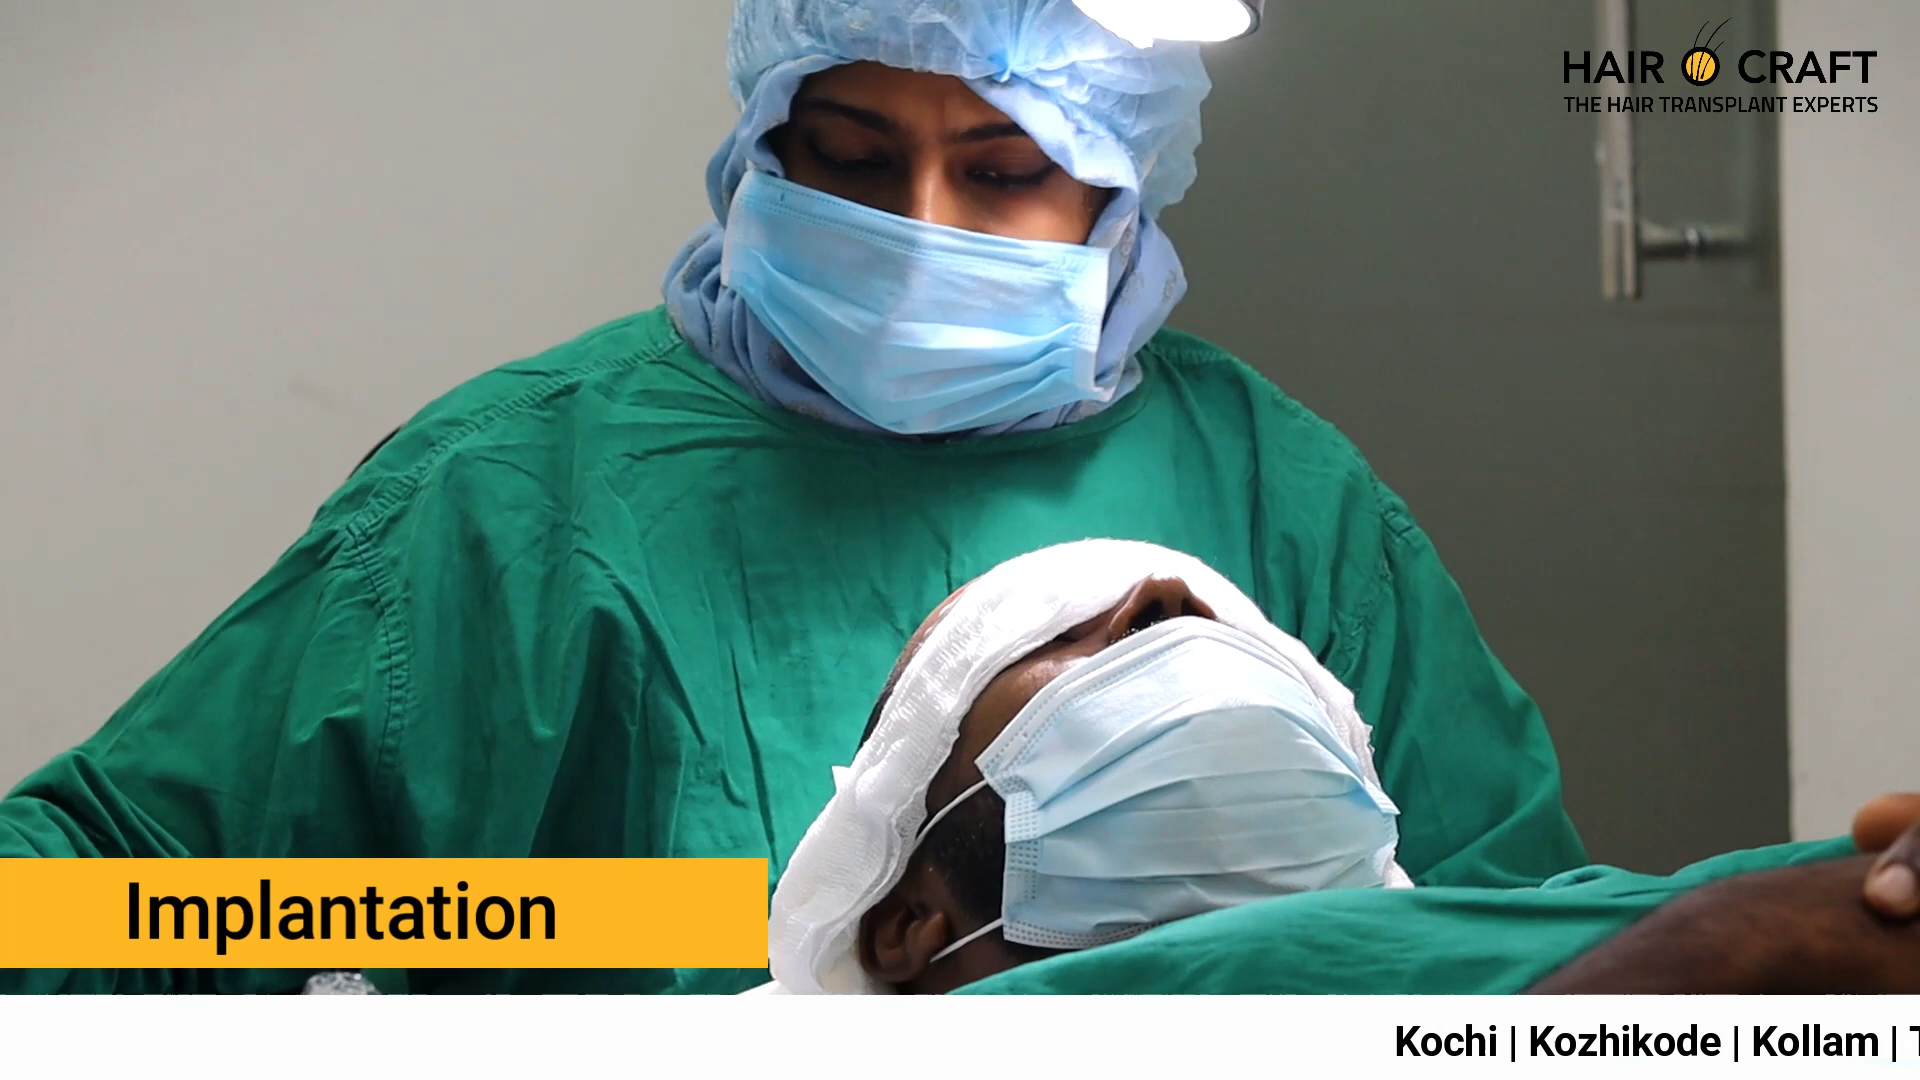 HAIR CRAFT
THE HAIR TRANSPLANT EXPERTS
Implantation
Kochi | Kozhikode | Kollam |